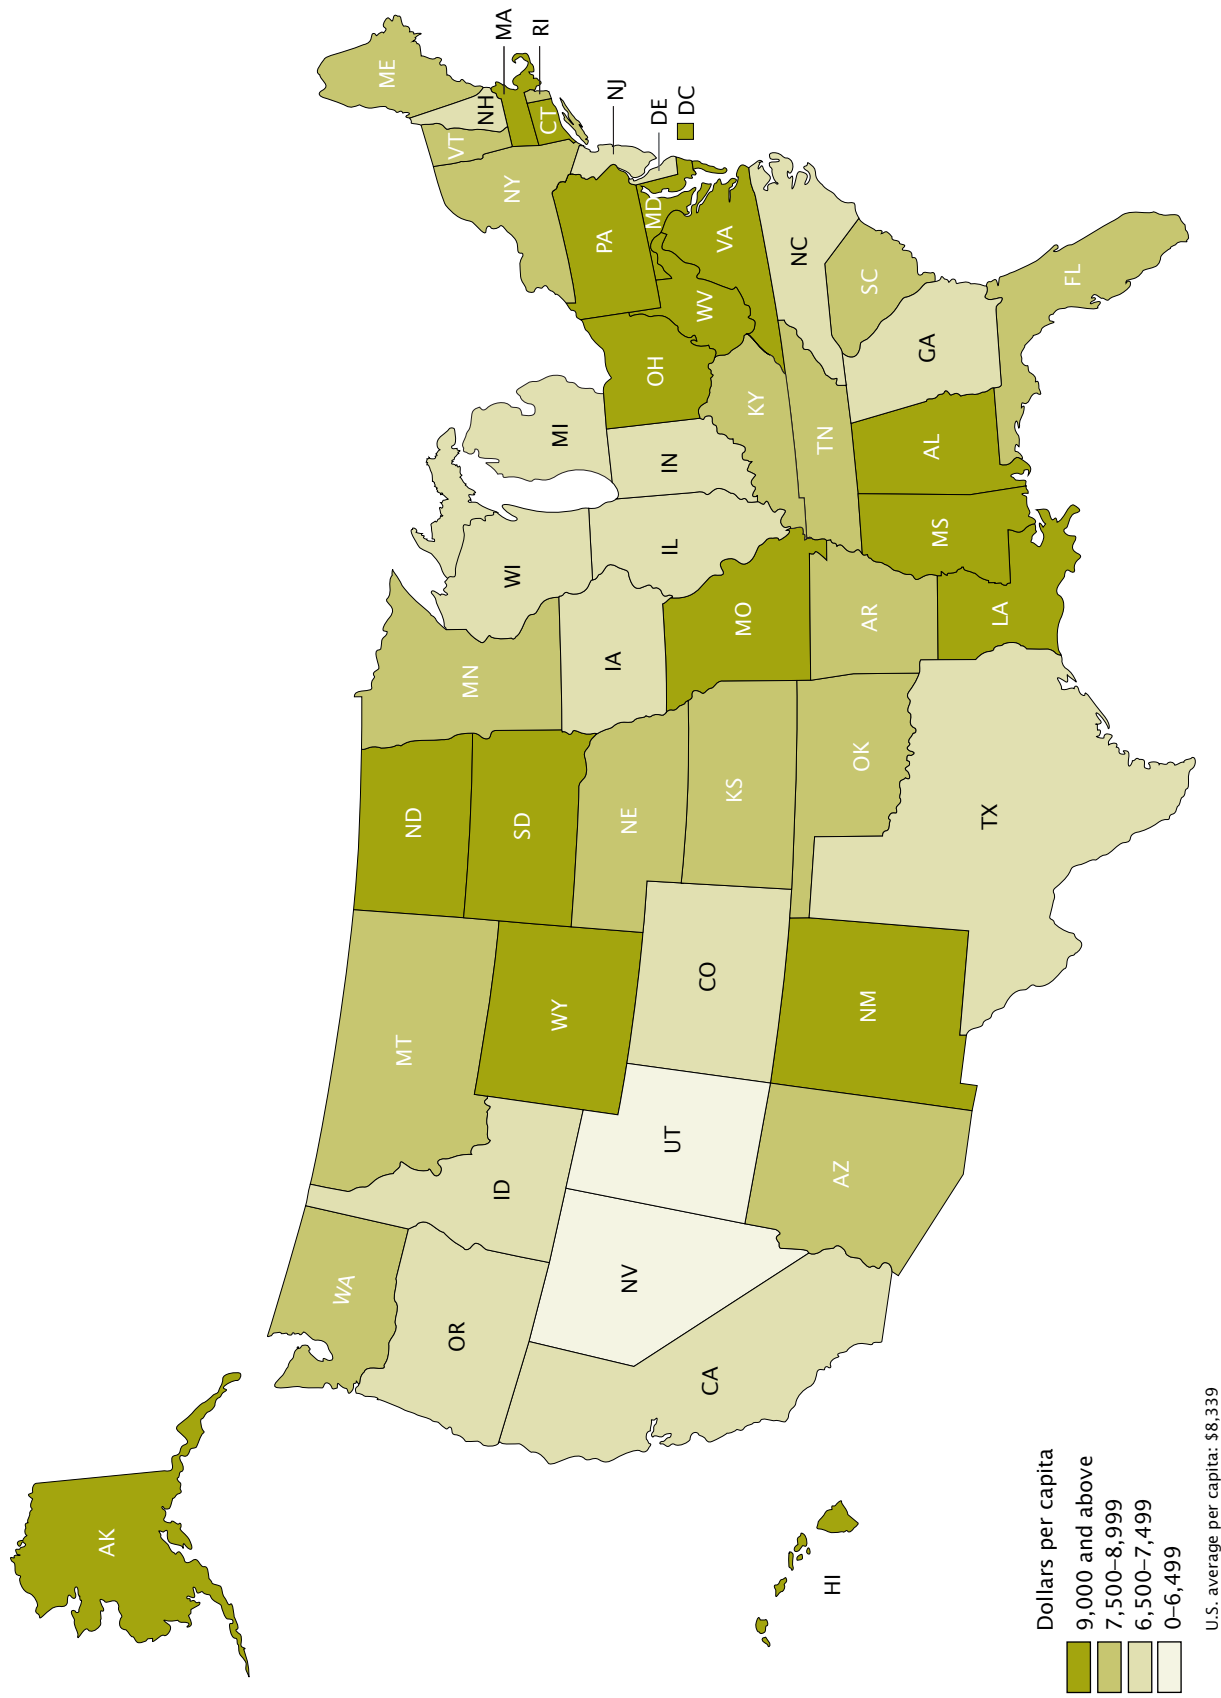 AK
HI
WA
OR
CA
NV
ID
UT
AZ
MT
WY
CO
NM
ND
SD
NE
KS
OK
TX
MN
IA
MO
AR
LA
WI
IL
MS
MI
IN
KY
TN
AL
OH
WV
GA
FL
SC
NC
VA
PA
MD
NY
VT
NH
ME
MA
RI
CT
NJ
DE
DC
Dollars per capita
9,000 and above
7,500–8,999
6,500–7,499
0–6,499
U.S. average per capita: $8,339